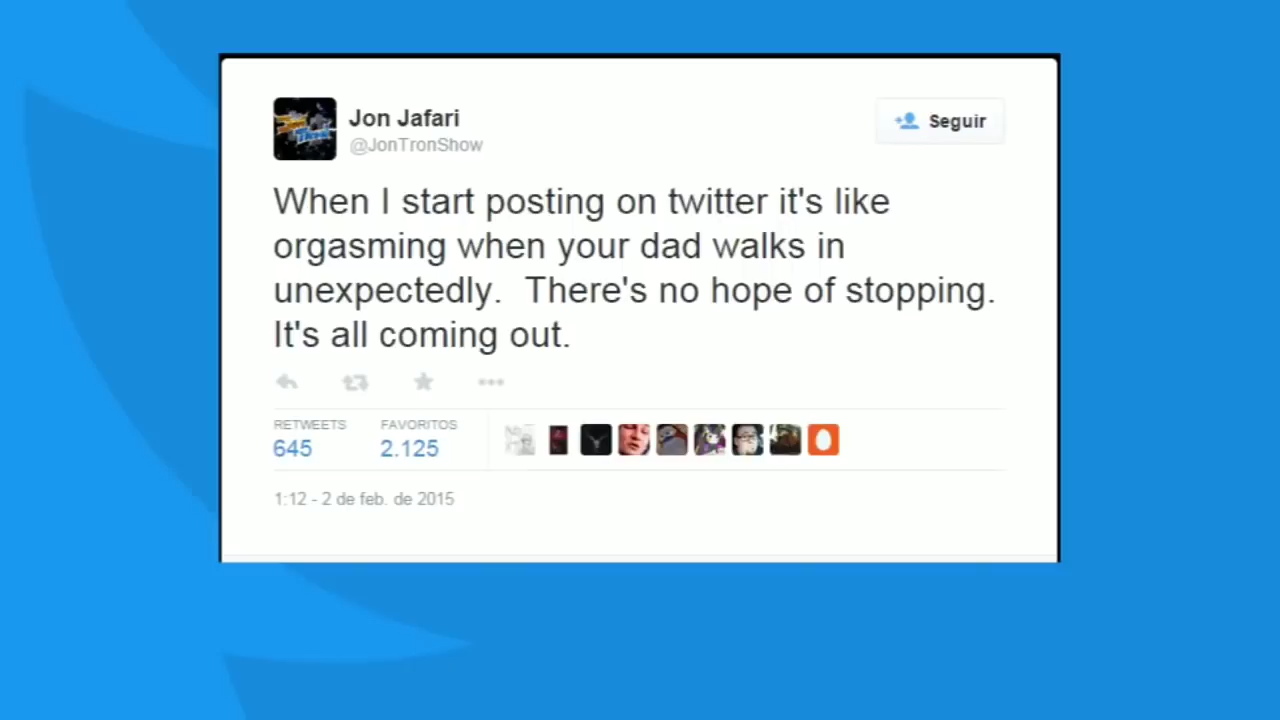 Jon Jafari
@JonTronShow
Seguir
When I start posting on twitter it's like
orgasming when your dad walks in
unexpectedly.  There's no hope of stopping.
It's all coming out.
RETWEETS FAVORITOS
645 2.125
1:12 - 2 de feb. de 2015